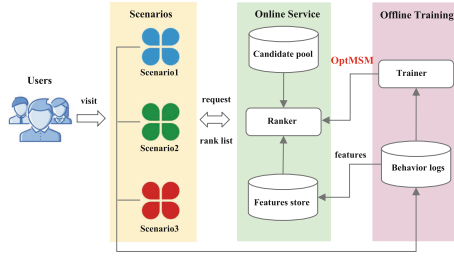 Scenarios
Online Service
Offline Training
Users
visit
Scenario1
Scenario2
Scenario3
request
rank list
Candidate pool
OptMSM
Trainer
Ranker
features
Behavior logs
Features store